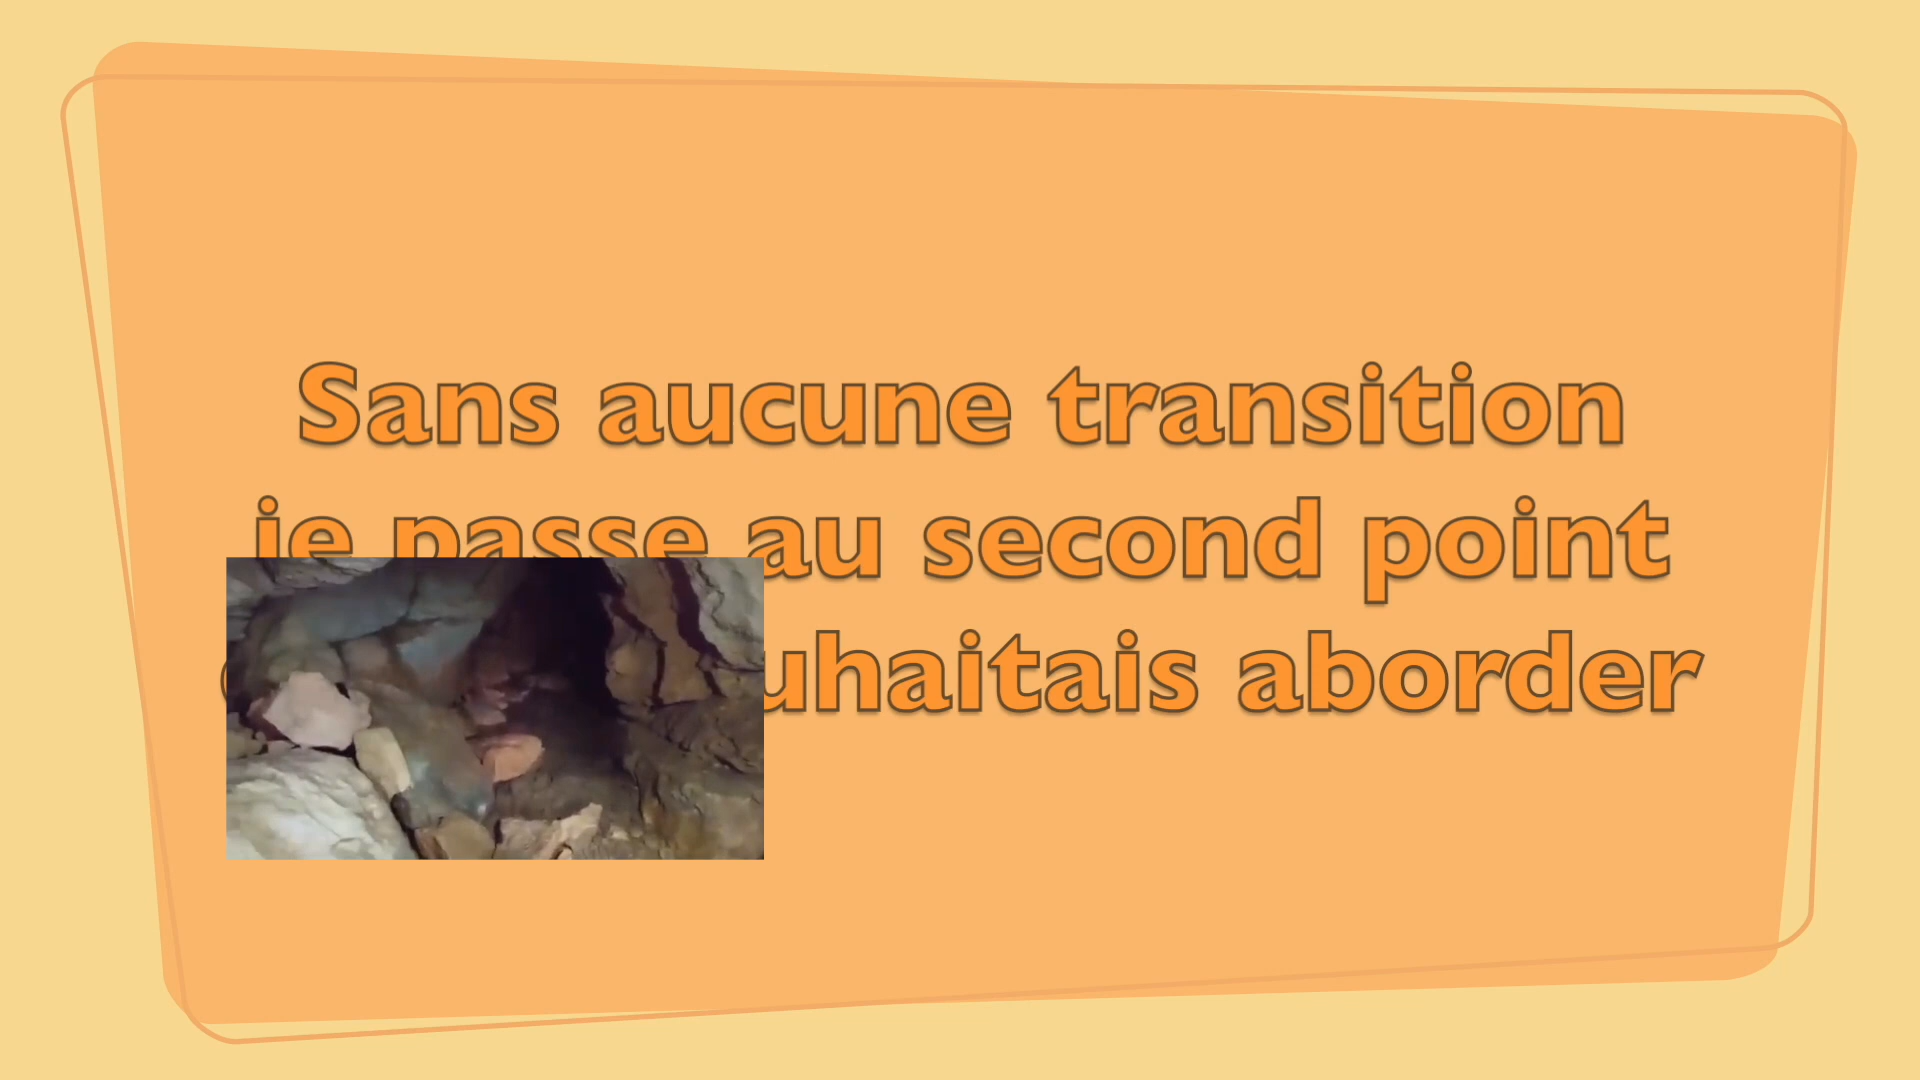 Sans aucune transition
je passe au second point
aborder